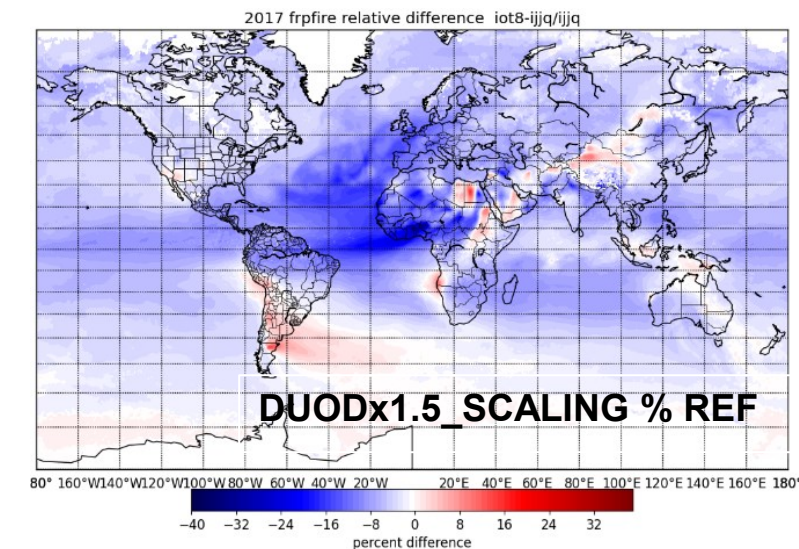 2017 frpfire relative difference iot8-ijjq/ijjq
DUODx1.5_SCALING % REF
80° 160°W140°W120°W100°W80°W 60°W 40°W 20°W 20°E 40°E 60°E 80°E 100°E 120°E 140°E 160°E 180°
−40 −32 −24 −16 −8 0 8 16 24 32
percent difference